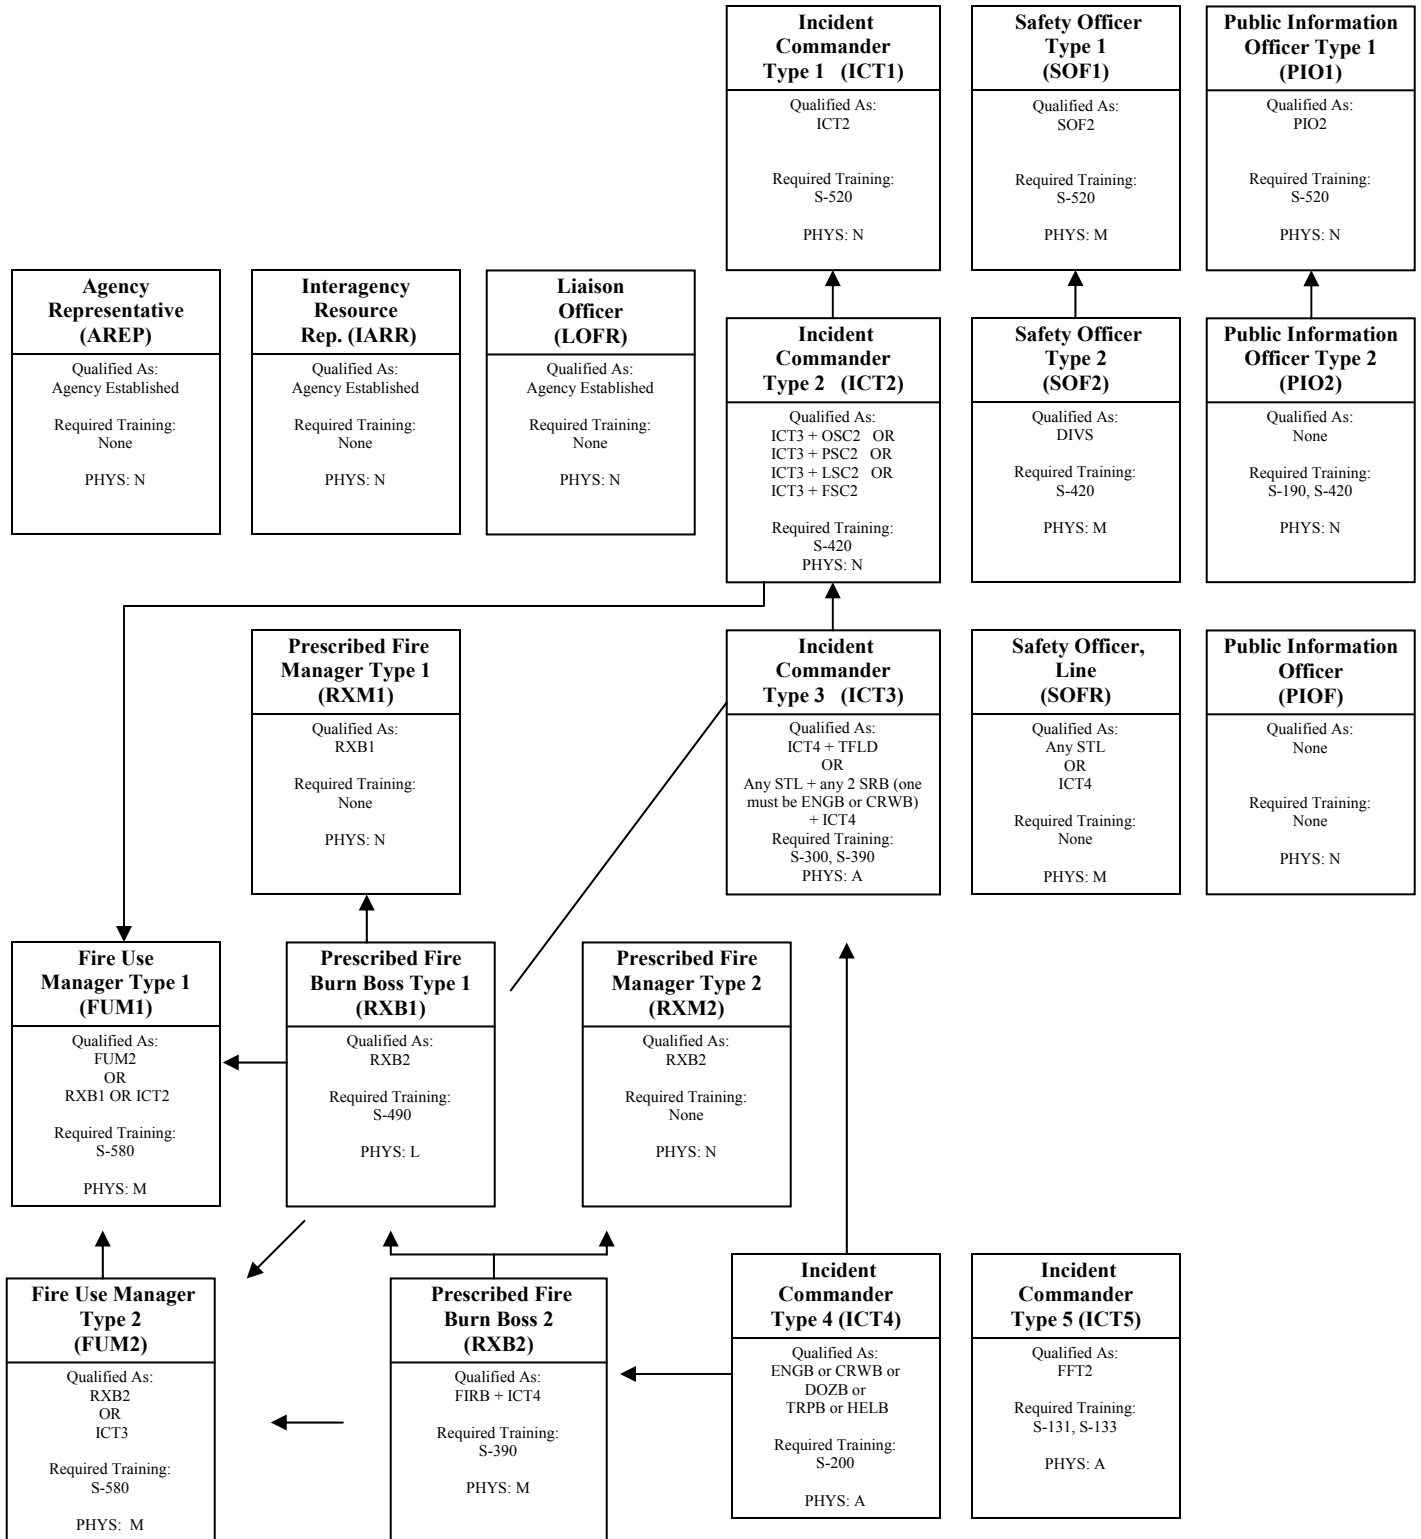 Incident
Commander
Type 1 (ICT1)
Qualified As:
ICT2
Required Training:
S-520
PHYS: N
Safety Officer
Type 1
(SOF1)
Qualified As:
SOF2
Required Training:
S-520
PHYS: M
Public Information
Officer Type 1
(PIO1)
Qualified As:
PIO2
Required Training:
S-520
PHYS: N
Agency
Representative
(AREP)
Qualified As:
Agency Established
Required Training:
None
PHYS: N
Interagency
Resource
Rep. (IARR)
Qualified As:
Agency Established
Required Training:
None
PHYS: N
Liaison
Officer
(LOFR)
Qualified As:
Agency Established
Required Training:
None
PHYS: N
Incident
Commander
Type 2 (ICT2)
Qualified As:
ICT3 + OSC2 OR
ICT3 + PSC2 OR
ICT3 + LSC2 OR
ICT3 + FSC2
Required Training:
S-420
PHYS: N
Safety Officer
Type 2
(SOF2)
Qualified As:
DIVS
Required Training:
S-420
PHYS: M
Public Information
Officer Type 2
(PIO2)
Qualified As:
None
Required Training:
S-190, S-420
PHYS: N
Prescribed Fire
Manager Type 1
(RXM1)
Qualified As:
RXB1
Required Training:
None
PHYS: N
Incident
Commander
Type 3 (ICT3)
Qualified As:
ICT4 + TFLD
OR
Any STL + any 2 SRB (one
must be ENGB or CRWB)
+ ICT4
Required Training:
S-300, S-390
PHYS: A
Safety Officer,
Line
(SOFR)
Qualified As:
Any STL
OR
ICT4
Required Training:
None
PHYS: M
Public Information
Officer
(PIOF)
Qualified As:
None
Required Training:
None
PHYS: N
Fire Use
Manager Type 1
(FUM1)
Qualified As:
FUM2
OR
RXB1 OR ICT2
Required Training:
S-580
PHYS: M
Prescribed Fire
Burn Boss Type 1
(RXB1)
Qualified As:
RXB2
Required Training:
S-490
PHYS: L
Prescribed Fire
Manager Type 2
(RXM2)
Qualified As:
RXB2
Required Training:
None
PHYS: N
Fire Use Manager
Type 2
(FUM2)
Qualified As:
RXB2
OR
ICT3
Required Training:
S-580
PHYS: M
Prescribed Fire
Burn Boss 2
(RXB2)
Qualified As:
FIRB + ICT4
Required Training:
S-390
PHYS: M
Incident
Commander
Type 4 (ICT4)
Qualified As:
ENGB or CRWB or
DOZB or
TRPB or HELB
Required Training:
S-200
PHYS: A
Incident
Commander
Type 5 (ICT5)
Qualified As:
FFT2
Required Training:
S-131, S-133
PHYS: A